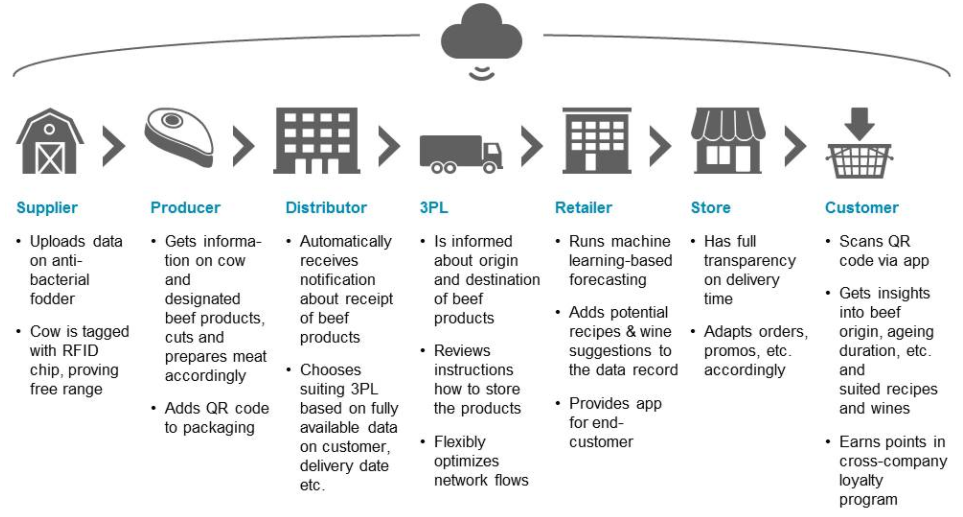 Supplier
• Uploads data
on anti-
bacterial
fodder
• Cow is tagged
with RFID
chip, proving
free range
Producer
• Gets informa-
tion on cow
and
designated
beef products,
cuts and
prepares meat
accordingly
• Adds QR code
to packaging
Distributor
• Automatically
receives
notification
about receipt
of beef
products
• Chooses
suiting 3PL
based on fully
available data
on customer,
delivery date
etc.
3PL
• Is informed
about origin
and destination
of beef
products
• Reviews
instructions
how to store
the products
• Flexibly
optimizes
network flows
Retailer
• Runs machine
learning-based
forecasting
• Adds potential
recipes & wine
suggestions to
the data record
• Provides app
for end-
customer
Store
• Has full
transparency
on delivery
time
• Adapts orders,
promos, etc.
accordingly
Customer
• Scans QR
code via app
• Gets insights
into beef
origin, ageing
duration, etc.
and
suited recipes
and wines
• Earns points in
cross-company
loyalty
program